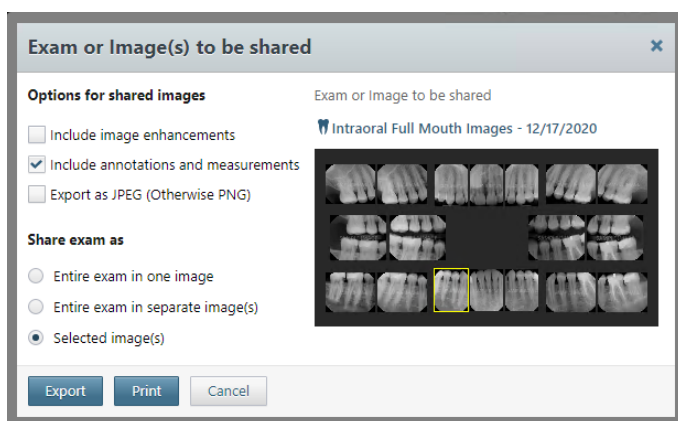 Exam or Image(s) to be shared
Options for shared images
Include image enhancements
Include annotations and measurements
Export as JPEG (Otherwise PNG)
Share exam as
Entire exam in one image
Entire exam in separate image(s)
Selected image(s)
Exam or Image to be shared
Intraoral Full Mouth Images - 12/17/2020
Export
Print
Cancel